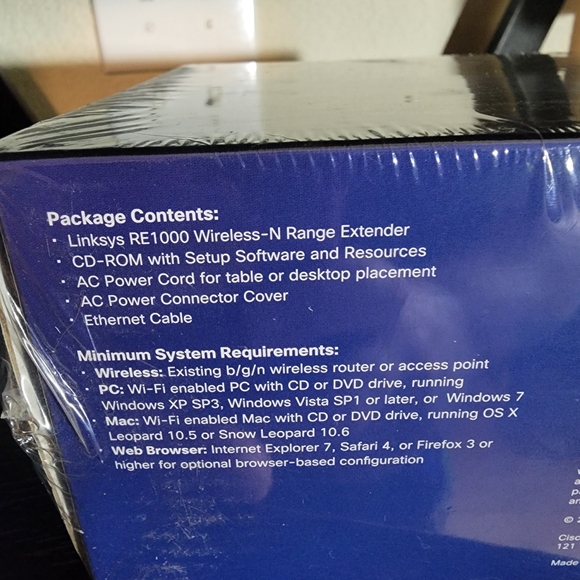 Package Contents:
· Linksys RE1000 Wireless-N Range Extender
· CD-ROM with Setup Software and Resources
· AC Power Cord for table or desktop placement
· AC Power Connector Cover
· Ethernet Cable
Minimum System Requirements:
· Wireless: Existing b/g/n wireless router or access point
· PC: Wi-Fi enabled PC with CD or DVD drive, running
Windows XP SP3, Windows Vista SP1 or later, or Windows 7
· Mac: Wi-Fi enabled Mac with CD or DVD drive, running OS X
Leopard 10.5 or Snow Leopard 10.6
· Web Browser: Internet Explorer 7, Safari 4, or Firefox 3 or
higher for optional browser-based configuration
©
121
Made